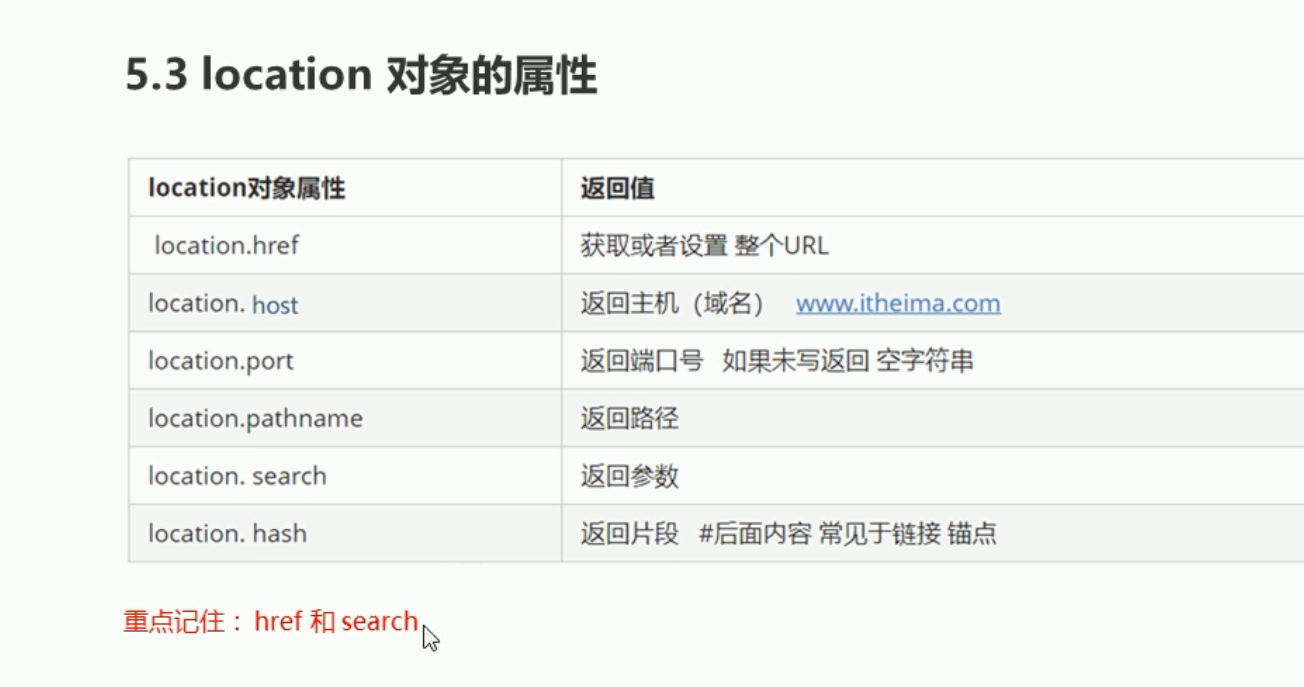 5.3 location 对象的属性
location对象属性 返回值
location.href 获取或者设置 整个URL
location. host 返回主机（域名） www.itheima.com
location.port 返回端口号 如果未写返回 空字符串
location.pathname 返回路径
location. search 返回参数
location. hash 返回片段 #后面内容 常见于链接 锚点
重点记住： href 和 search